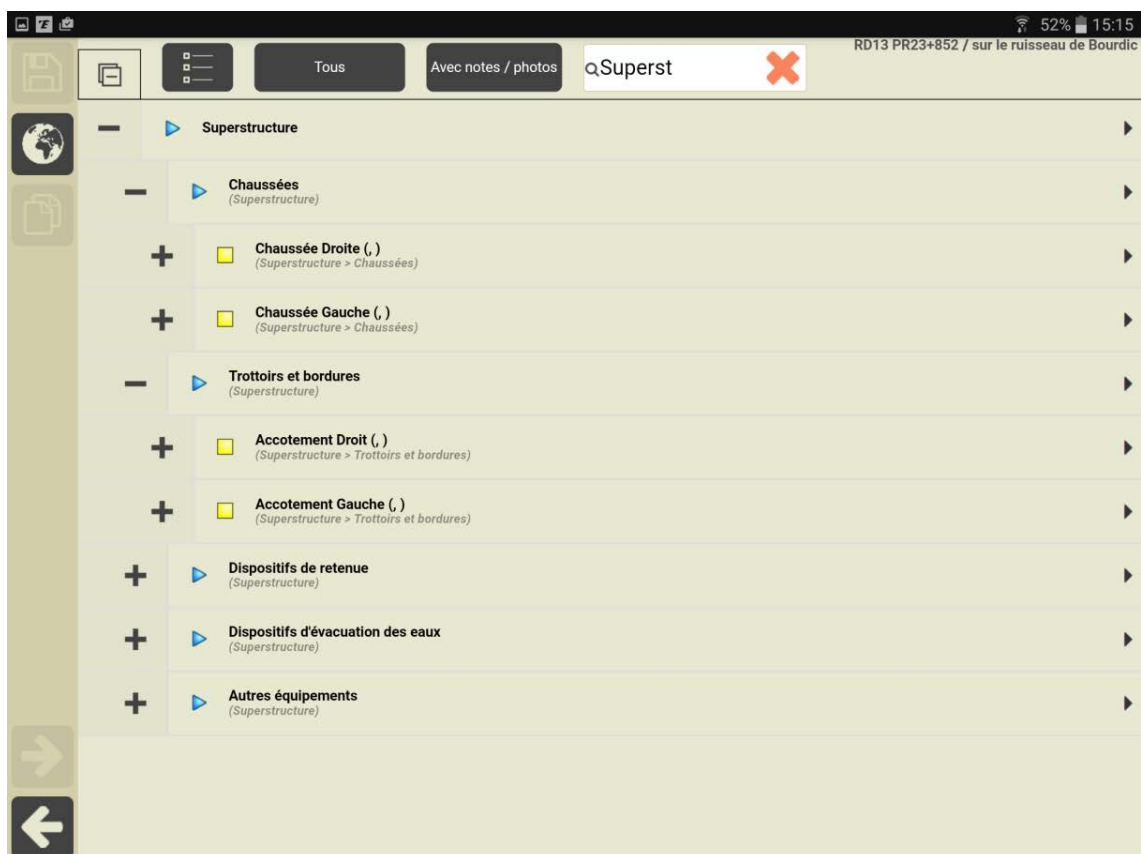 52% 15:15
RD13 PR23+852 / sur le ruisseau de Bourdic
Tous
Avec notes / photos
Superst
Superstructure
Chaussées
(Superstructure)
Chaussée Droite (, )
(Superstructure > Chaussées)
Chaussée Gauche (, )
(Superstructure > Chaussées)
Trottoirs et bordures
(Superstructure)
Accotement Droit (, )
(Superstructure > Trottoirs et bordures)
Accotement Gauche (, )
(Superstructure > Trottoirs et bordures)
Dispositifs de retenue
(Superstructure)
Dispositifs d'évacuation des eaux
(Superstructure)
Autres équipements
(Superstructure)